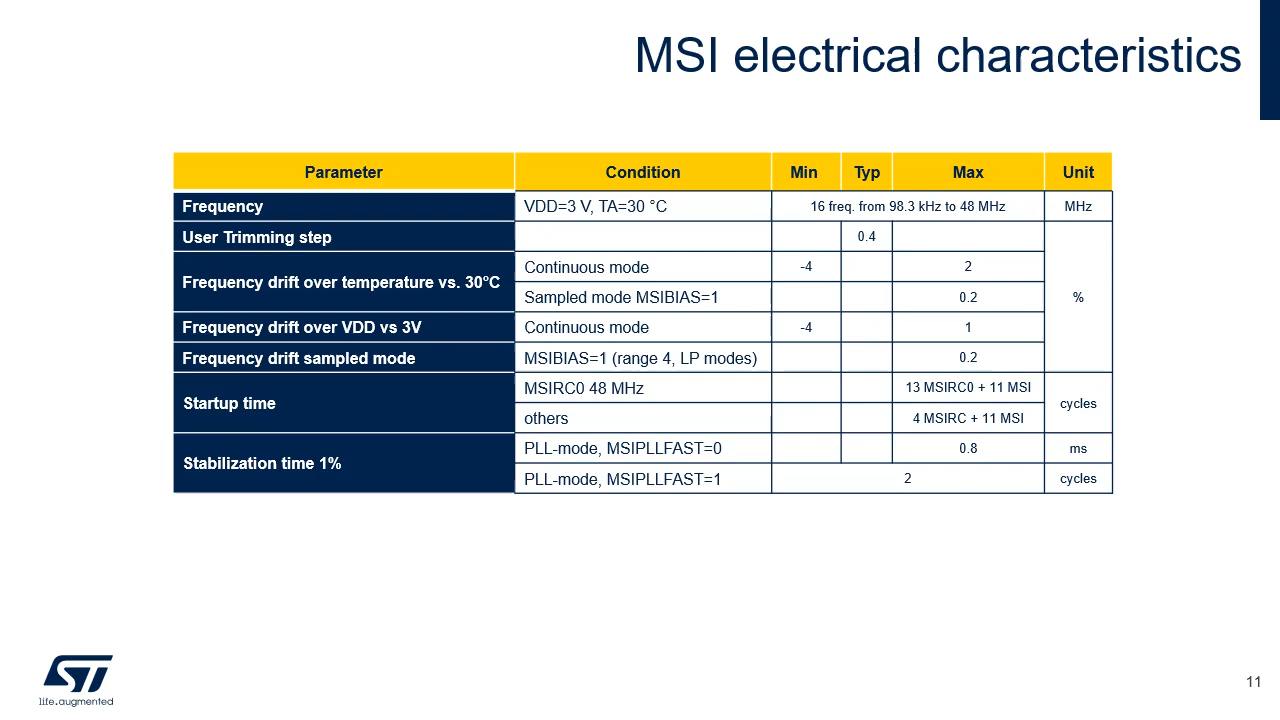 MSI electrical characteristics
Parameter Condition Min Typ Max Unit
Frequency VDD=3 V, TA=30 °C 16 freq. from 98.3 kHz to 48 MHz MHz
User Trimming step 0.4 %
Frequency drift over temperature vs. 30°C Continuous mode -4 2
Sampled mode MSIBIAS=1 0.2
Frequency drift over VDD vs 3V Continuous mode -4 1
Frequency drift sampled mode MSIBIAS=1 (range 4, LP modes) 0.2
Startup time MSIRC0 48 MHz 13 MSIRC0 + 11 MSI cycles
others 4 MSIRC + 11 MSI
Stabilization time 1% PLL-mode, MSIPLLFAST=0 0.8 ms
PLL-mode, MSIPLLFAST=1 2 cycles
ST
life.augmented
11